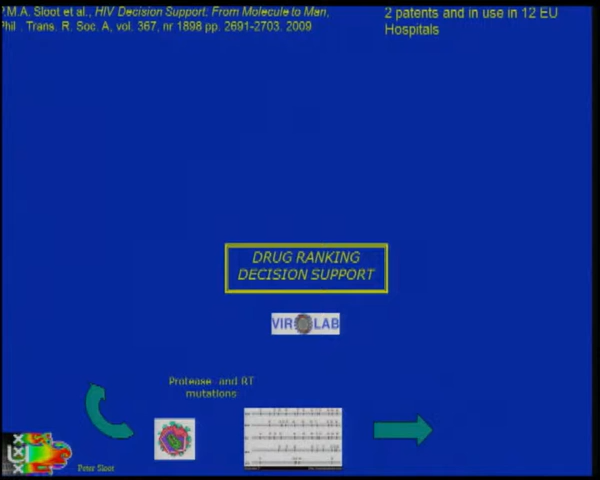 P.M.A. Sloot et al., HIV Decision Support: From Molecule to Man,
Phil . Trans. R. Soc. A, vol. 367, nr 1898 pp. 2691-2703. 2009
2 patents and in use in 12 EU
Hospitals
DRUG RANKING
DECISION SUPPORT
VIR LAB
Protease and RT
mutations
Peter Sloot